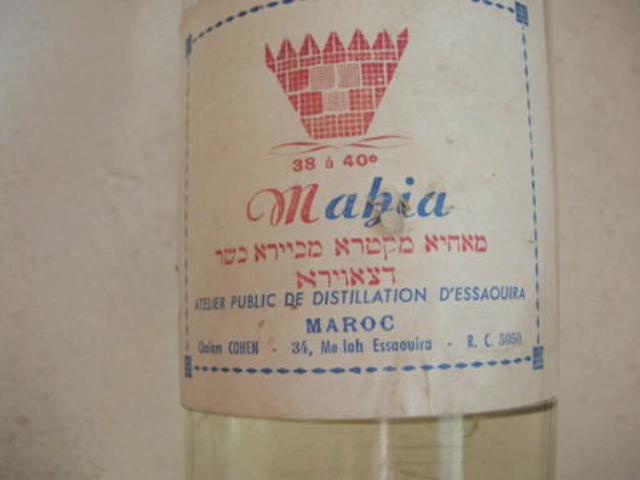 38 à 40°
Mahia
מאחיא מקטרא מביירא כשר
דצאוירא
ATELIER PUBLIC DE DISTILLATION D'ESSAOUIRA
MAROC
COHEN - 34, Mellah Essaouira - R. C. 5050